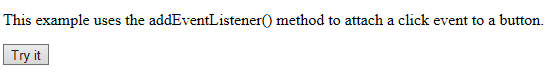 This example uses the addEventListener() method to attach a click event to a button.
Try it